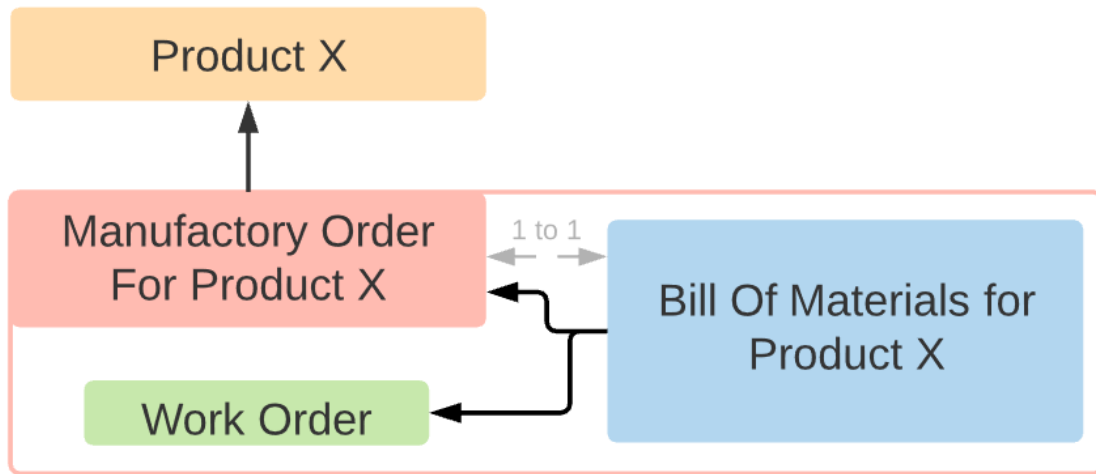 Product X
Manufactory Order
For Product X
1 to 1
Bill Of Materials for
Product X
Work Order